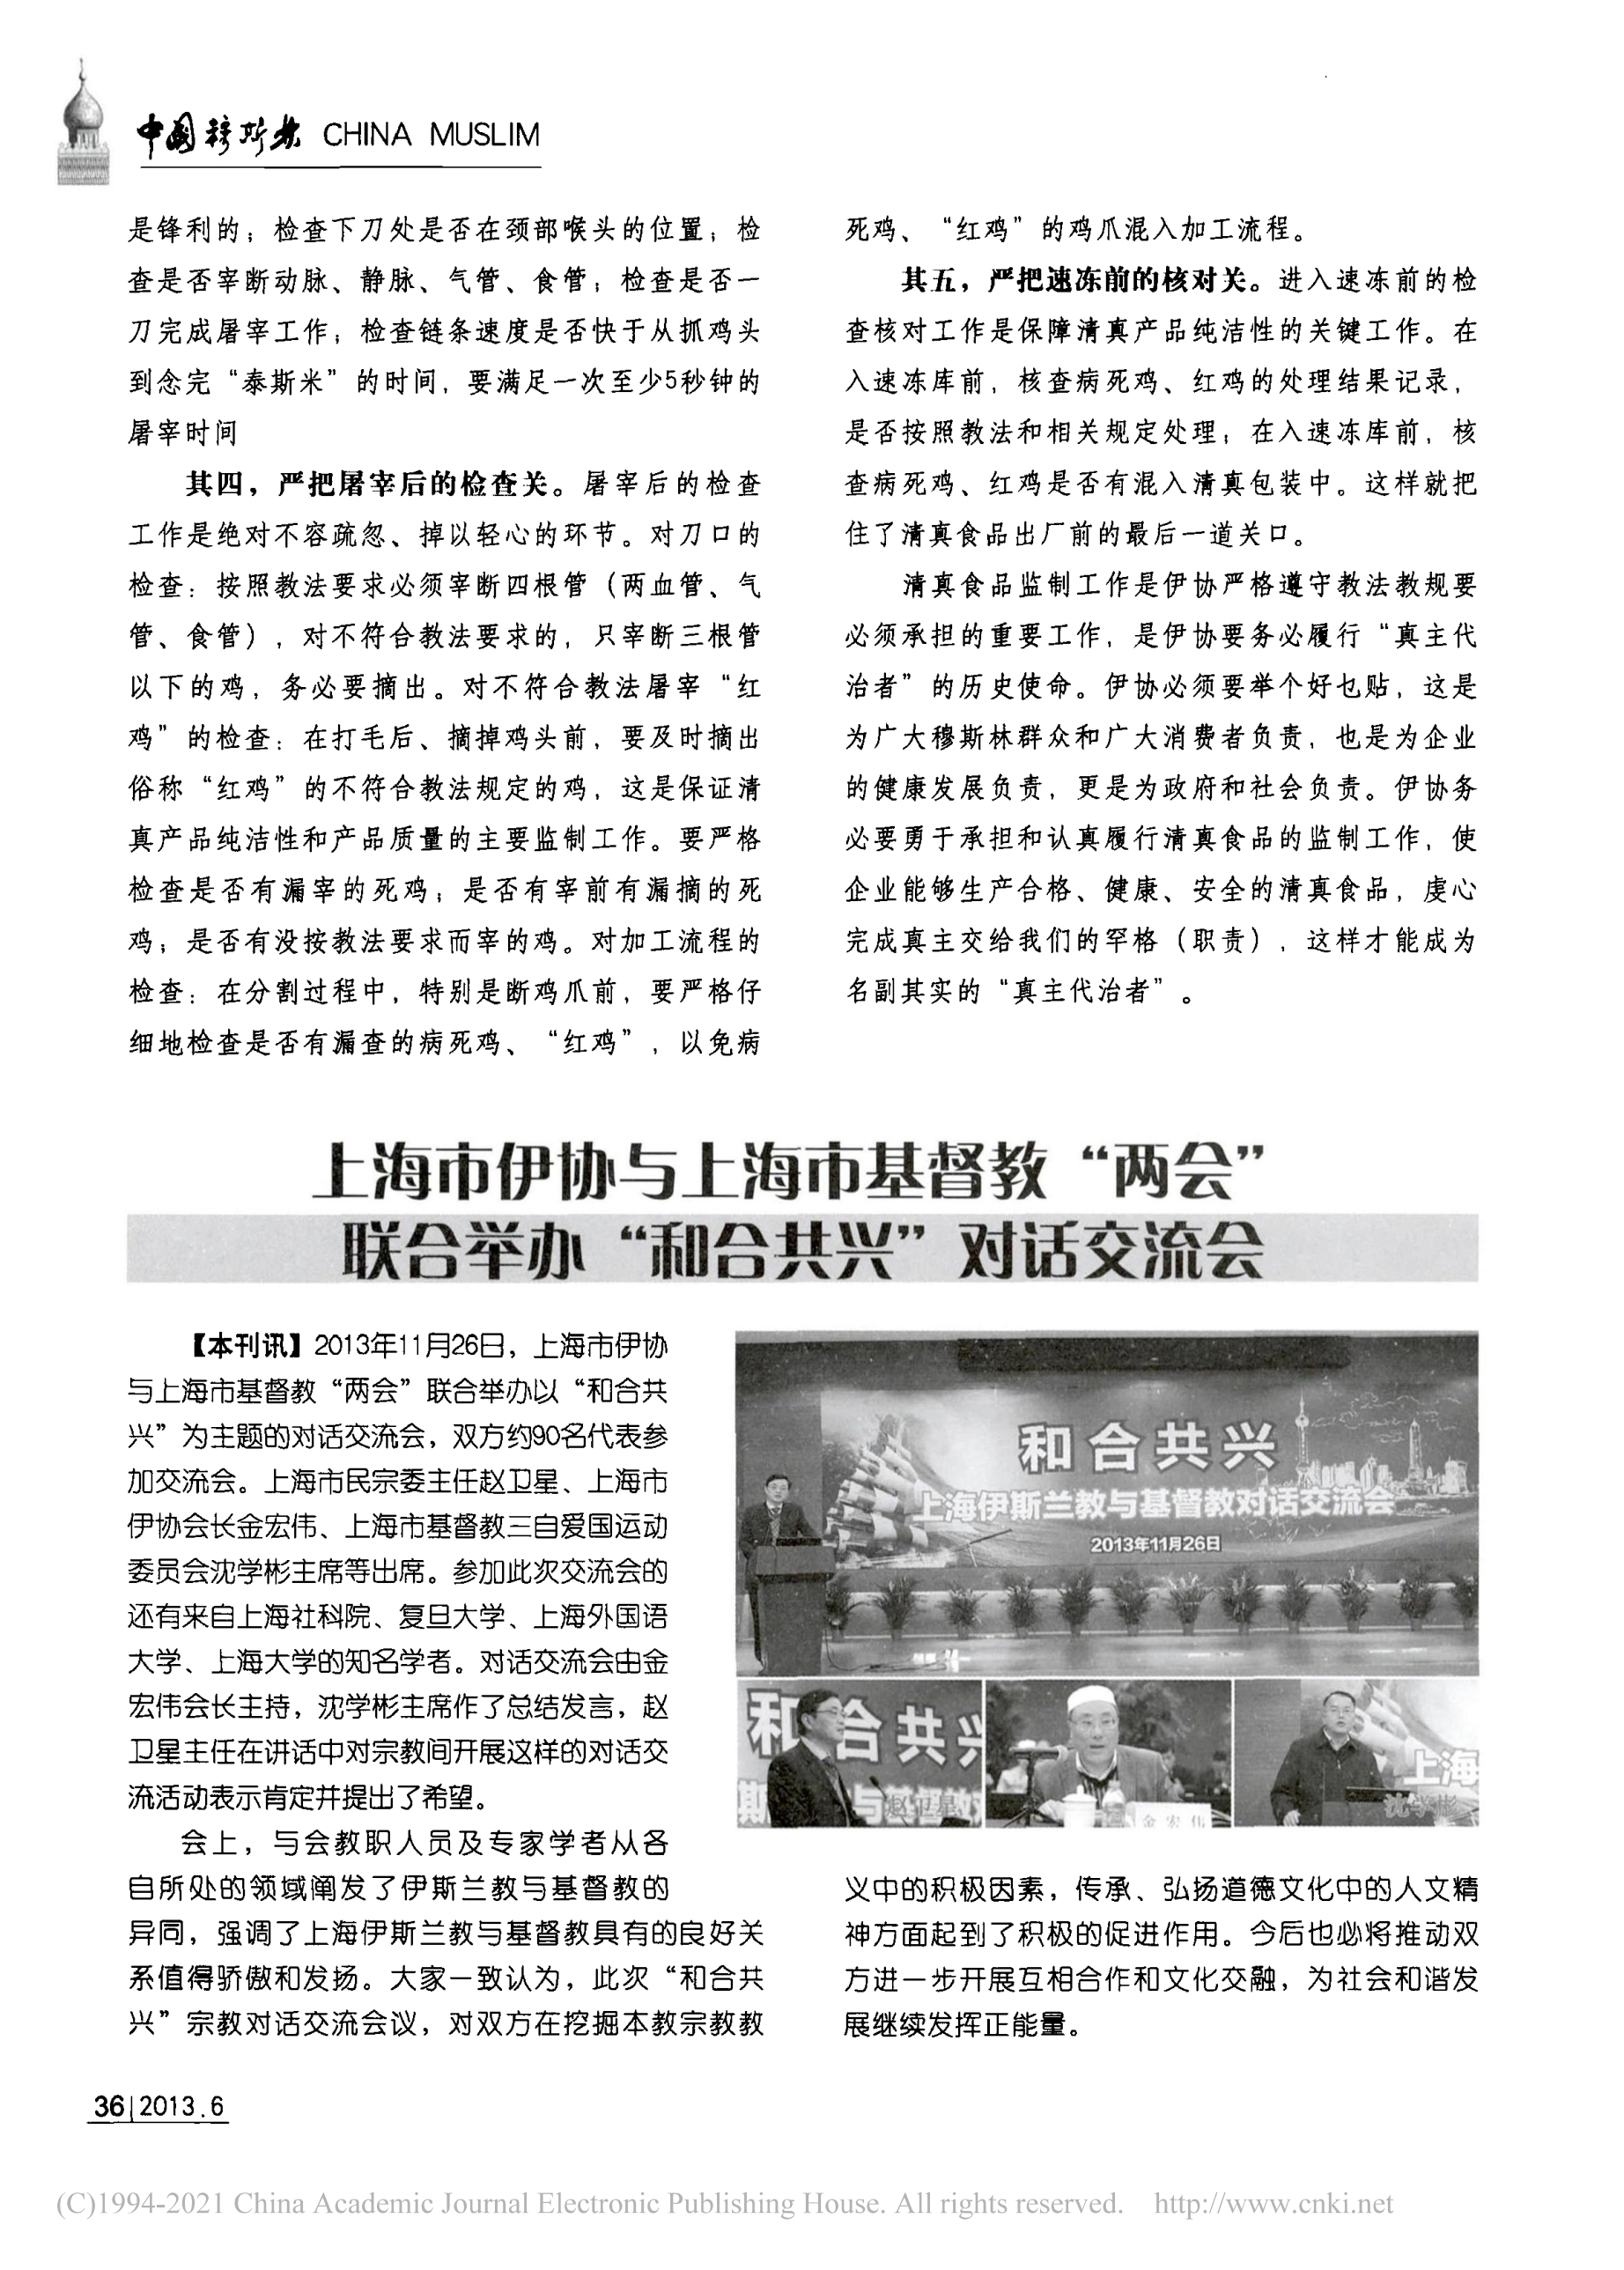 中国穆斯林 CHINA MUSLIM
是锋利的；检查下刀处是否在颈部喉头的位置；检
查是否宰断动脉、静脉、气管、食管；检查是否一
刀完成屠宰工作；检查链条速度是否快于从抓鸡头
到念完“泰斯米”的时间，要满足一次至少5秒钟的
屠宰时间
其四，严把屠宰后的检查关。屠宰后的检查
工作是绝对不容疏忽、掉以轻心的环节。对刀口的
检查：按照教法要求必须宰断四根管（两血管、气
管、食管），对不符合教法要求的，只宰断三根管
以下的鸡，务必要摘出。对不符合教法屠宰“红
鸡”的检查：在打毛后、摘掉鸡头前，要及时摘出
俗称“红鸡”的不符合教法规定的鸡，这是保证清
真产品纯洁性和产品质量的主要监制工作。要严格
检查是否有漏宰的死鸡；是否有宰前有漏摘的死
鸡；是否有没按教法要求而宰的鸡。对加工流程的
检查：在分割过程中，特别是断鸡爪前，要严格仔
细地检查是否有漏查的病死鸡、“红鸡”，以免病
死鸡、“红鸡”的鸡爪混入加工流程。
其五，严把速冻前的核对关。进入速冻前的检
查核对工作是保障清真产品纯洁性的关键工作。在
入速冻库前，核查病死鸡、红鸡的处理结果记录，
是否按照教法和相关规定处理；在入速冻库前，核
查病死鸡、红鸡是否有混入清真包装中。这样就把
住了清真食品出厂前的最后一道关口。
清真食品监制工作是伊协严格遵守教法教规要
必须承担的重要工作，是伊协要务必履行“真主代
治者”的历史使命。伊协必须要举个好乜贴，这是
为广大穆斯林群众和广大消费者负责，也是为企业
的健康发展负责，更是为政府和社会负责。伊协务
必要勇于承担和认真履行清真食品的监制工作，使
企业能够生产合格、健康、安全的清真食品，虔心
完成真主交给我们的罕格（职责），这样才能成为
名副其实的“真主代治者”。
上海市伊协与上海市基督教“两会”
联合举办“和合共兴”对话交流会
【本刊讯】2013年11月26日，上海市伊协
与上海市基督教“两会”联合举办以“和合共
兴”为主题的对话交流会，双方约90名代表参
加交流会。上海市民宗委主任赵卫星、上海市
伊协会长金宏伟、上海市基督教三自爱国运动
委员会沈学彬主席等出席。参加此次交流会的
还有来自上海社科院、复旦大学、上海外国语
大学、上海大学的知名学者。对话交流会由金
宏伟会长主持，沈学彬主席作了总结发言，赵
卫星主任在讲话中对宗教间开展这样的对话交
流活动表示肯定并提出了希望。
会上，与会教职人员及专家学者从各
自所处的领域阐发了伊斯兰教与基督教的
异同，强调了上海伊斯兰教与基督教具有的良好关
系值得骄傲和发扬。大家一致认为，此次“和合共
兴”宗教对话交流会议，对双方在挖掘本教宗教教
和合共兴
上海伊斯兰教与基督教对话交流会
2013年11月26日
和合共兴
斯 与基督教
赵卫星
金宏伟
上海
沈学彬
义中的积极因素，传承、弘扬道德文化中的人文精
神方面起到了积极的促进作用。今后也必将推动双
方进一步开展互相合作和文化交融，为社会和谐发
展继续发挥正能量。
36|2013.6
(C)1994-2021 China Academic Journal Electronic Publishing House. All rights reserved. http://www.cnki.net